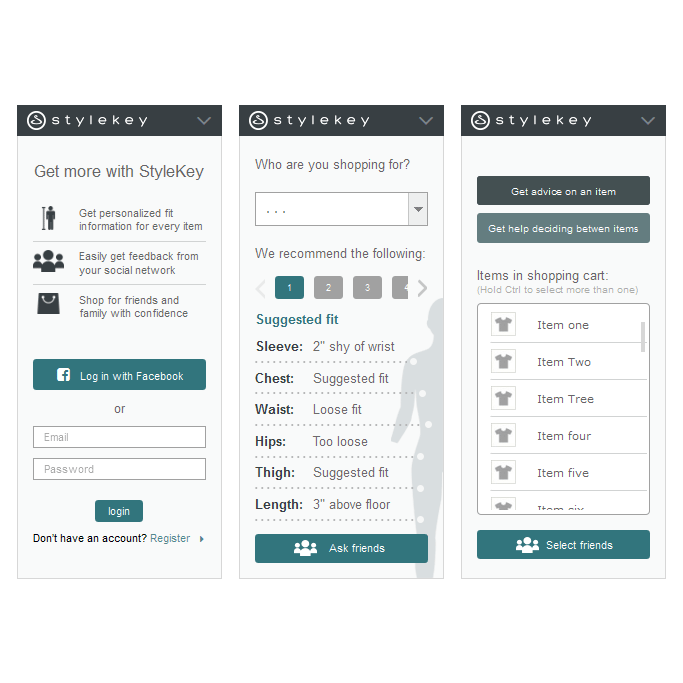 stylekey
Get more with StyleKey
Get personalized fit
information for every item
Easily get feedback from
your social network
Shop for friends and
family with confidence
Log in with Facebook
or
Email
Password
login
Don't have an account? Register
stylekey
Who are you shopping for?
...
We recommend the following:
1 2 3 4
Suggested fit
Sleeve: 2" shy of wrist
Chest: Suggested fit
Waist: Loose fit
Hips: Too loose
Thigh: Suggested fit
Length: 3" above floor
Ask friends
stylekey
Get advice on an item
Get help deciding betwen items
Items in shopping cart:
(Hold Ctrl to select more than one)
Item one
Item Two
Item Tree
Item four
Item five
Item six
Select friends